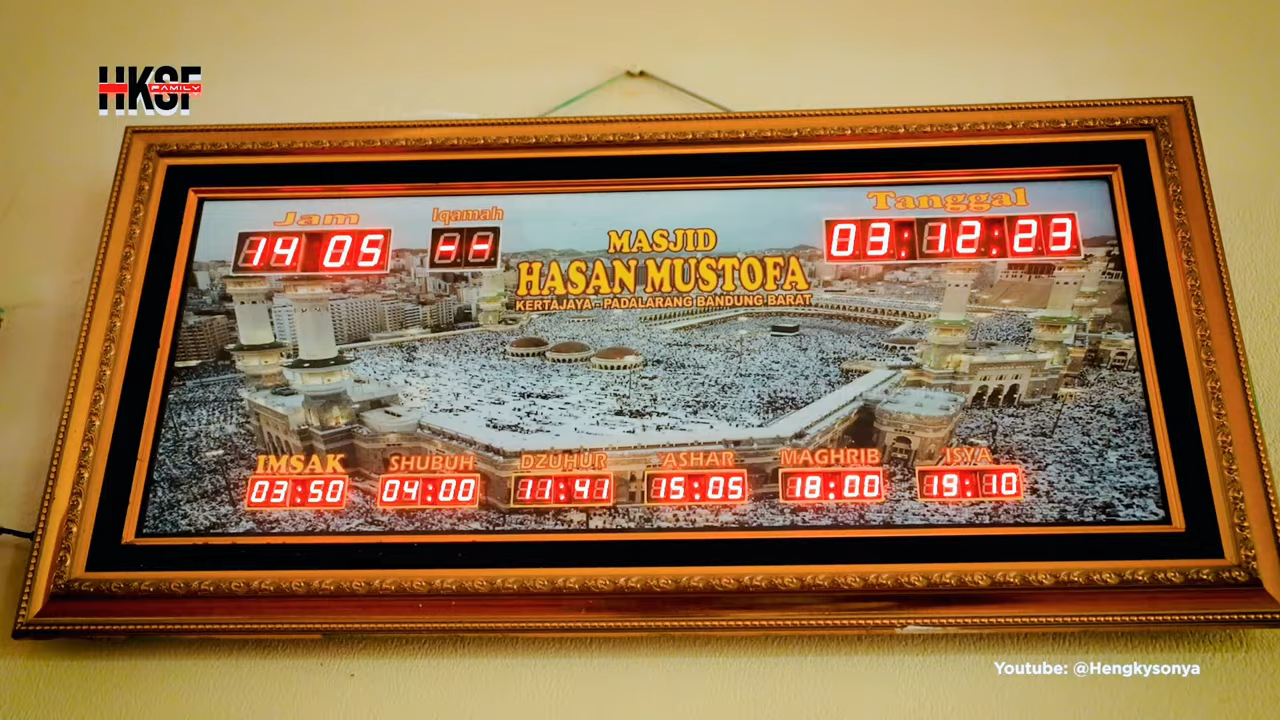 HKSF
FAMILY
Jam
Iqamah
Tanggal
14 05
--
03:12:23
MASJID
HASAN MUSTOFA
KERTAJAYA - PADALARANG BANDUNG BARAT
IMSAK SHUBUH DZUHUR ASHAR MAGHRIB ISYA
03:50 04:00 11:41 15:05 18:00 19:10
Youtube: @Hengkysonya